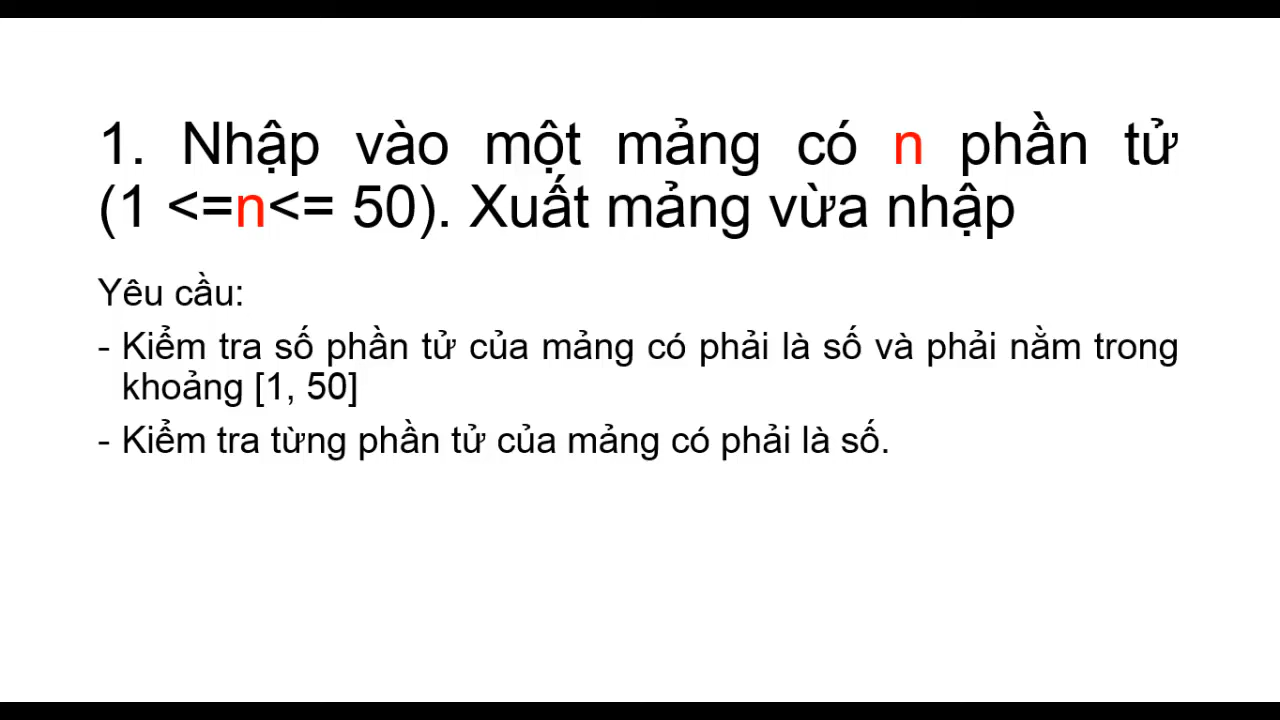 1. Nhập vào một mảng có n phần tử
(1 <=n<= 50). Xuất mảng vừa nhập
Yêu cầu:
- Kiểm tra số phần tử của mảng có phải là số và phải nằm trong
khoảng [1, 50]
- Kiểm tra từng phần tử của mảng có phải là số.